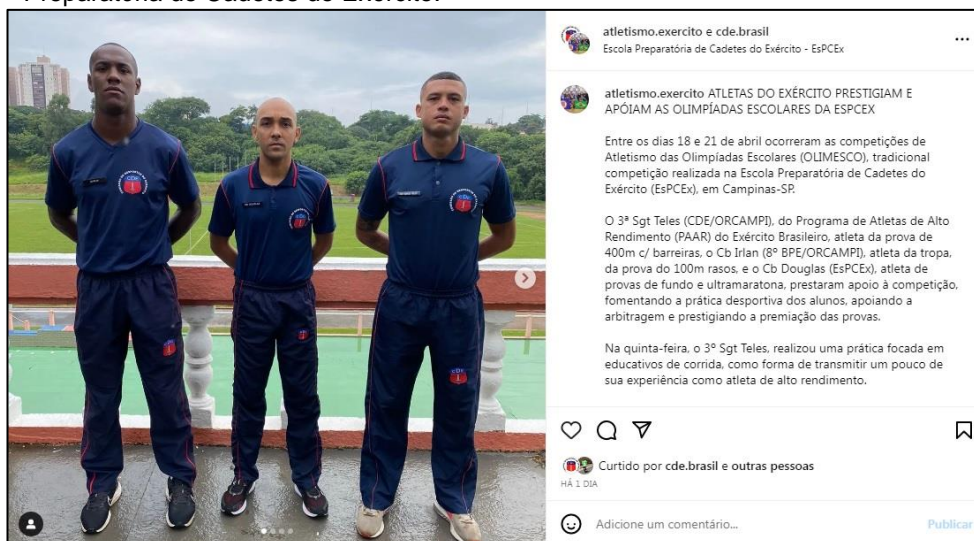 Preparatória de Cadetes do Exército.
atletismo.exercito e cde.brasil
Escola Preparatória de Cadetes do Exército - EsPCEx
atletismo.exercito ATLETAS DO EXÉRCITO PRESTIGIAM E
APÓIAM AS OLIMPÍADAS ESCOLARES DA ESPCEX
Entre os dias 18 e 21 de abril ocorreram as competições de
Atletismo das Olimpíadas Escolares (OLIMESCO), tradicional
competição realizada na Escola Preparatória de Cadetes do
Exército (EsPCEx), em Campinas-SP.
O 3ª Sgt Teles (CDE/ORCAMPI), do Programa de Atletas de Alto
Rendimento (PAAR) do Exército Brasileiro, atleta da prova de
400m c/ barreiras, o Cb Irlan (8º BPE/ORCAMPI), atleta da tropa,
da prova do 100m rasos, e o Cb Douglas (EsPCEx), atleta de
provas de fundo e ultramaratona, prestaram apoio à competição,
fomentando a prática desportiva dos alunos, apoiando a
arbitragem e prestigiando a premiação das provas.
Na quinta-feira, o 3º Sgt Teles, realizou uma prática focada em
educativos de corrida, como forma de transmitir um pouco de
sua experiência como atleta de alto rendimento.
Curtido por cde.brasil e outras pessoas
HÁ 1 DIA
Adicione um comentário...
Publicar
CDE
CDE
CDE